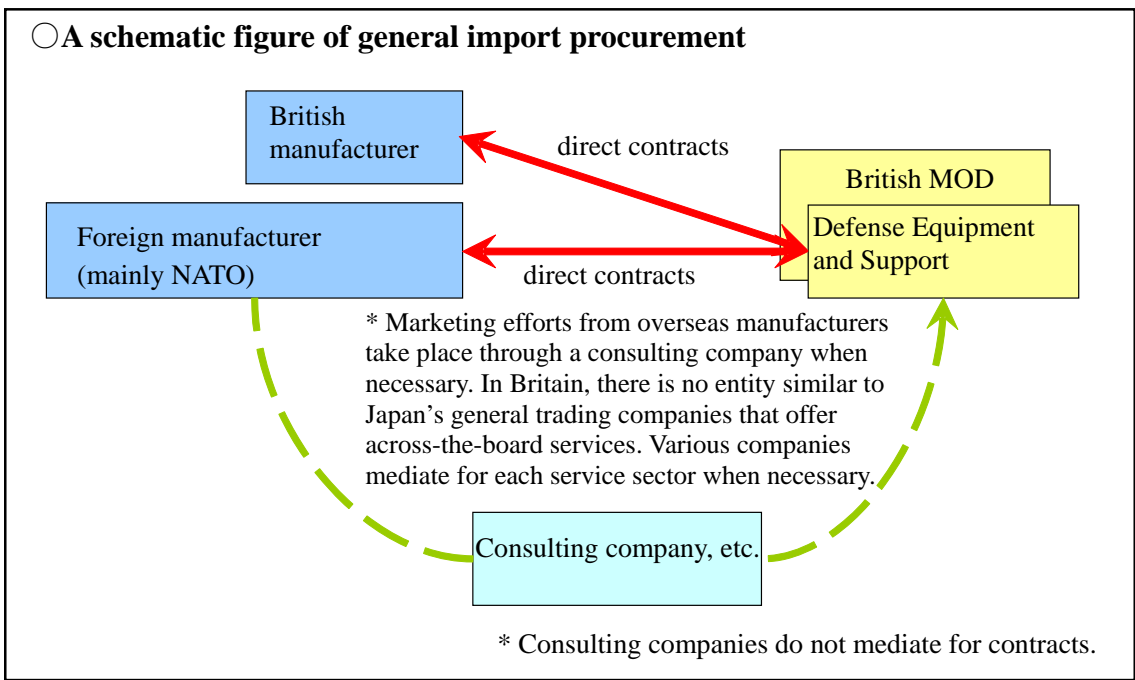 ○A schematic figure of general import procurement
British
manufacturer
direct contracts
British MOD
Foreign manufacturer
(mainly NATO)
Defense Equipment
and Support
direct contracts
* Marketing efforts from overseas manufacturers
take place through a consulting company when
necessary. In Britain, there is no entity similar to
Japan’s general trading companies that offer
across-the-board services. Various companies
mediate for each service sector when necessary.
Consulting company, etc.
* Consulting companies do not mediate for contracts.